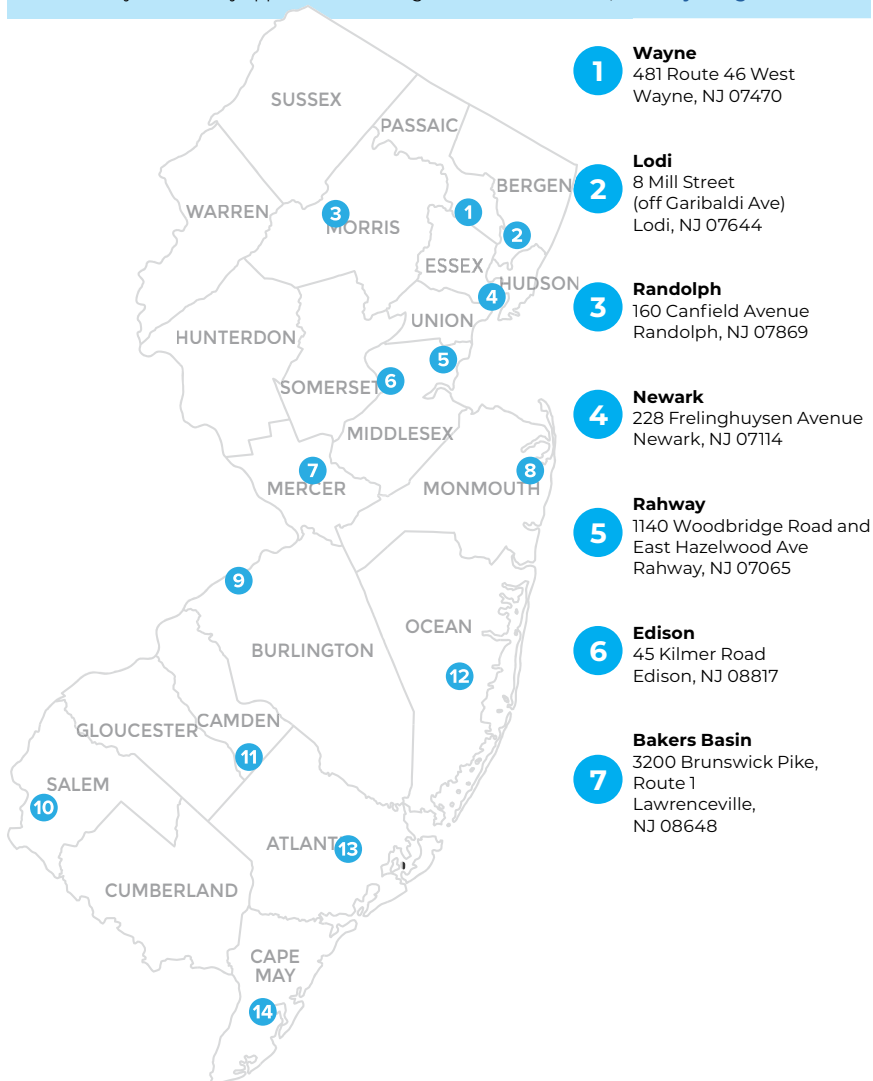 SUSSEX
PASSAIC
BERGEN
WARREN
3
MORRIS
1
2
ESSEX
HUDSON
4
UNION
HUNTERDON
5
SOMERSET
6
MIDDLESEX
7
MERCER
8
MONMOUTH
9
OCEAN
BURLINGTON
12
CAMDEN
GLOUCESTER
11
SALEM
10
ATLANT
13
CUMBERLAND
CAPE
MAY
14
1
Wayne
481 Route 46 West
Wayne, NJ 07470
2
Lodi
8 Mill Street
(off Garibaldi Ave)
Lodi, NJ 07644
3
Randolph
160 Canfield Avenue
Randolph, NJ 07869
4
Newark
228 Frelinghuysen Avenue
Newark, NJ 07114
5
Rahway
1140 Woodbridge Road and
East Hazelwood Ave
Rahway, NJ 07065
6
Edison
45 Kilmer Road
Edison, NJ 08817
7
Bakers Basin
3200 Brunswick Pike,
Route 1
Lawrenceville,
NJ 08648